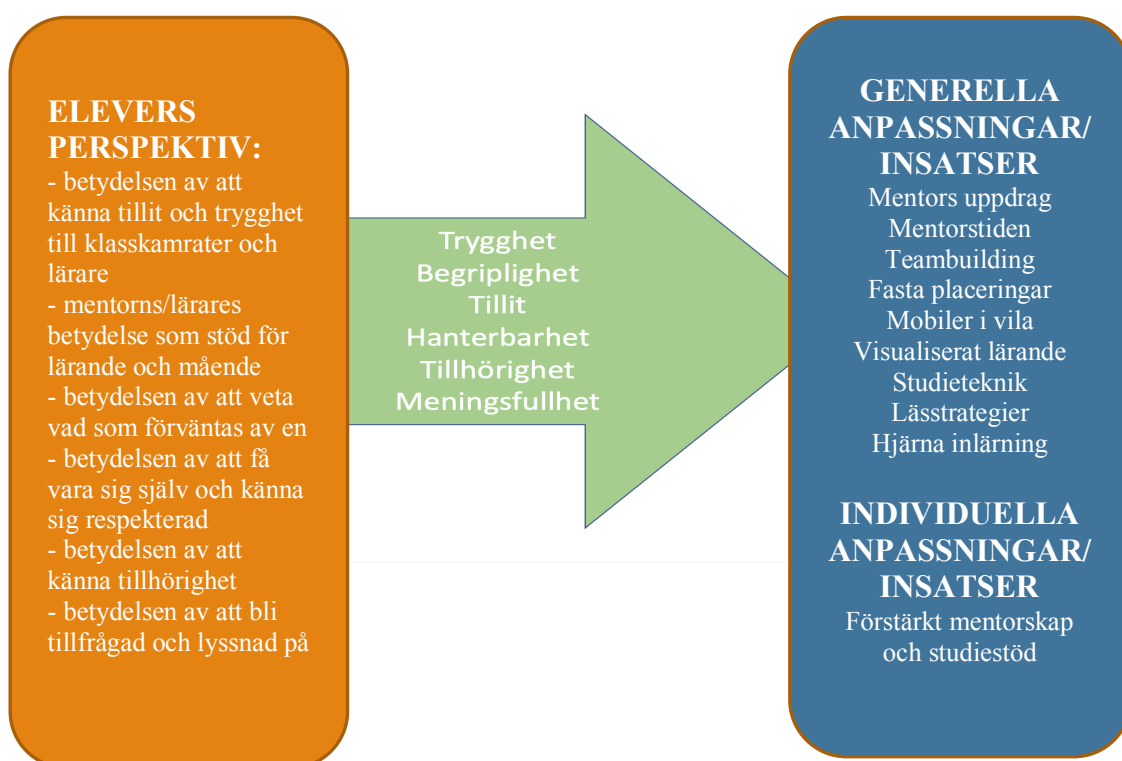 ELEVERS
PERSPEKTIV:
- betydelsen av att
känna tillit och trygghet
till klasskamrater och
lärare
- mentorns/lärares
betydelse som stöd för
lärande och mående
- betydelsen av att veta
vad som förväntas av en
- betydelsen av att få
vara sig själv och känna
sig respekterad
- betydelsen av att
känna tillhörighet
- betydelsen av att bli
tillfrågad och lyssnad på
Trygghet
Begriplighet
Tillit
Hanterbarhet
Tillhörighet
Meningsfullhet
GENERELLA
ANPASSNINGAR/
INSATSER
Mentors uppdrag
Mentorstiden
Teambuilding
Fasta placeringar
Mobiler i vila
Visualiserat lärande
Studieteknik
Lässtrategier
Hjärna inlärning
INDIVIDUELLA
ANPASSNINGAR/
INSATSER
Förstärkt mentorskap
och studiestöd